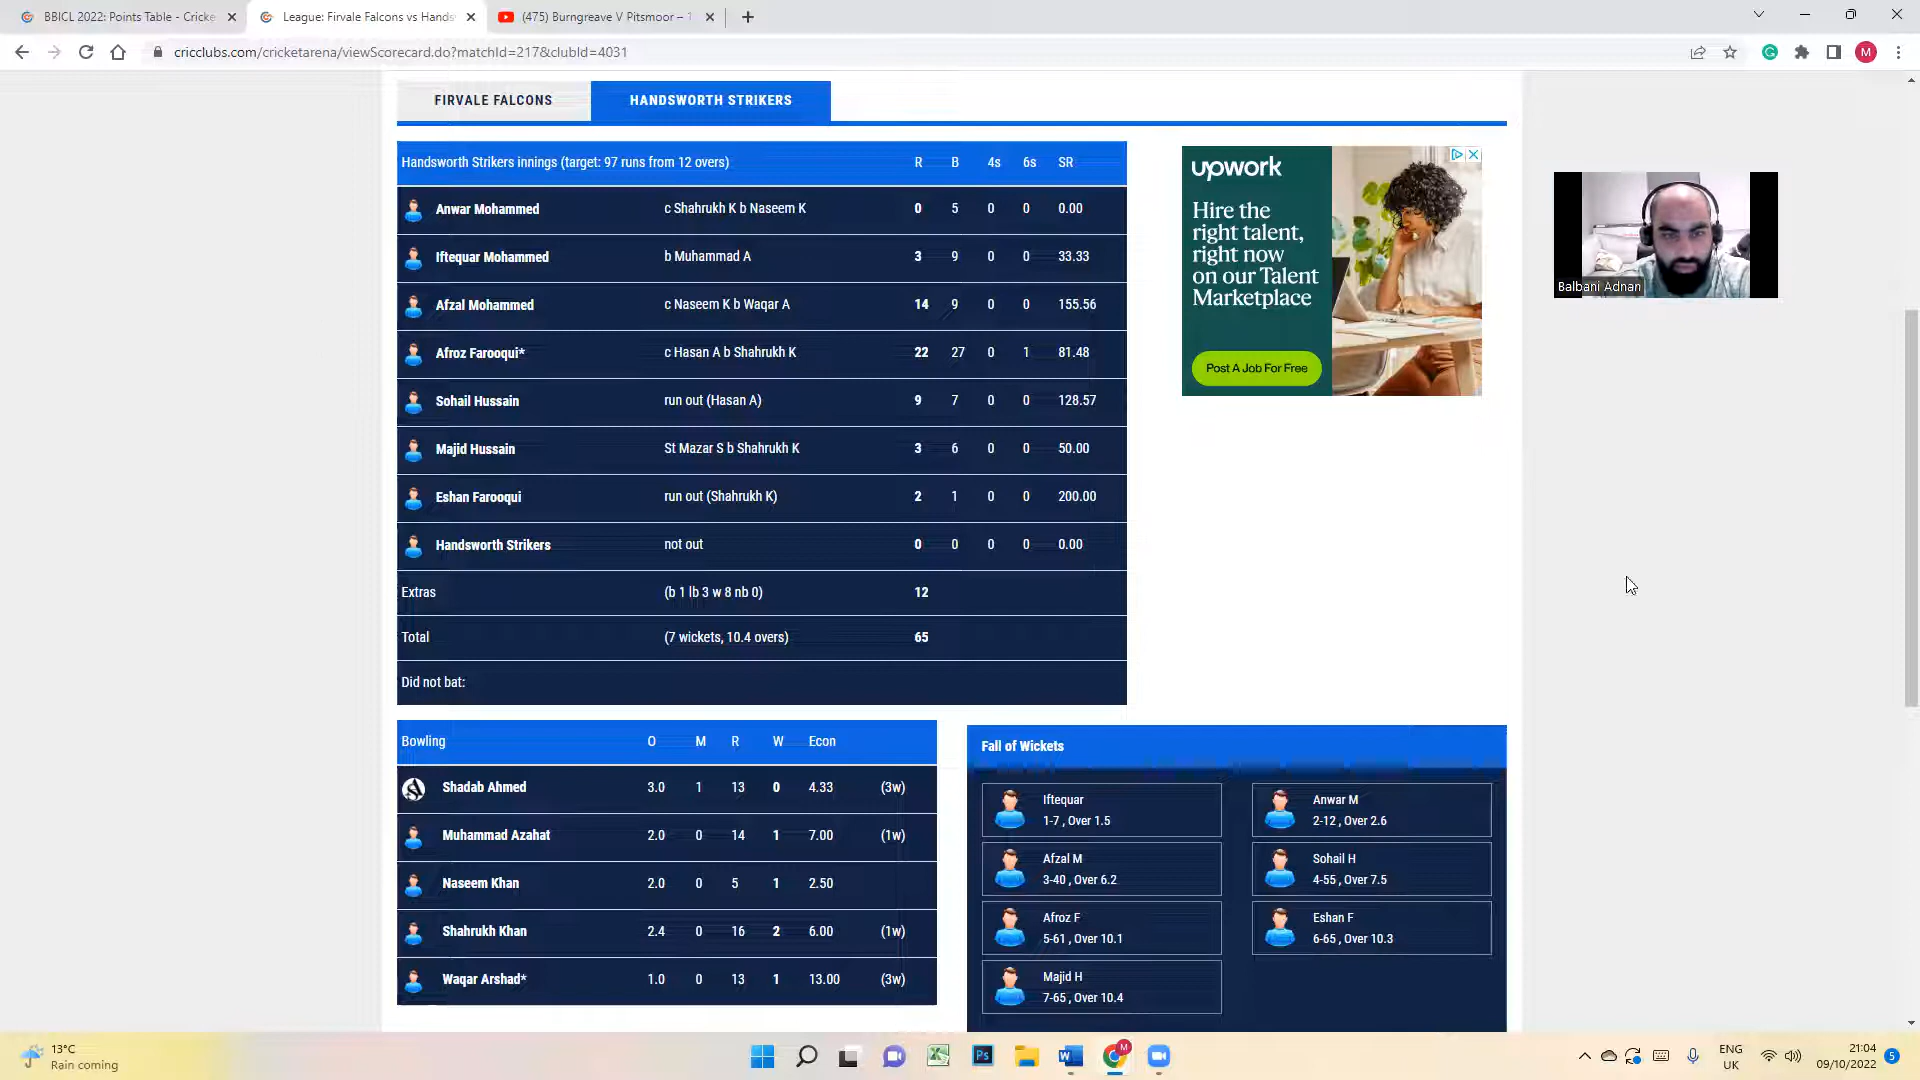 BBICL 2022: Points Table - Cricke
League: Firvale Falcons vs Hands
(475) Burngreave V Pitsmoor – 1
cricclubs.com/cricketarena/viewScorecard.do?matchId=217&clubId=4031
M
FIRVALE FALCONS
HANDSWORTH STRIKERS
Handsworth Strikers innings (target: 97 runs from 12 overs) R B 4s 6s SR
Anwar Mohammed c Shahrukh K b Naseem K 0 5 0 0 0.00
Iftequar Mohammed b Muhammad A 3 9 0 0 33.33
Afzal Mohammed c Naseem K b Waqar A 14 9 0 0 155.56
Afroz Farooqui* c Hasan A b Shahrukh K 22 27 0 1 81.48
Sohail Hussain run out (Hasan A) 9 7 0 0 128.57
Majid Hussain St Mazar S b Shahrukh K 3 6 0 0 50.00
Eshan Farooqui run out (Shahrukh K) 2 1 0 0 200.00
Handsworth Strikers not out 0 0 0 0 0.00
Extras (b 1 lb 3 w 8 nb 0) 12
Total (7 wickets, 10.4 overs) 65
Did not bat:
upwork
Hire the
right talent,
right now
on our Talent
Marketplace
Post A Job For Free
Balbani Adnan
Bowling O M R W Econ
Shadab Ahmed 3.0 1 13 0 4.33 (3w)
Muhammad Azahat 2.0 0 14 1 7.00 (1w)
Naseem Khan 2.0 0 5 1 2.50
Shahrukh Khan 2.4 0 16 2 6.00 (1w)
Waqar Arshad* 1.0 0 13 1 13.00 (3w)
Fall of Wickets
Iftequar
1-7 , Over 1.5
Anwar M
2-12 , Over 2.6
Afzal M
3-40 , Over 6.2
Sohail H
4-55 , Over 7.5
Afroz F
5-61 , Over 10.1
Eshan F
6-65 , Over 10.3
Majid H
7-65 , Over 10.4
13°C
Rain coming
Ps
W
M
ENG
UK
21:04
09/10/2022
5